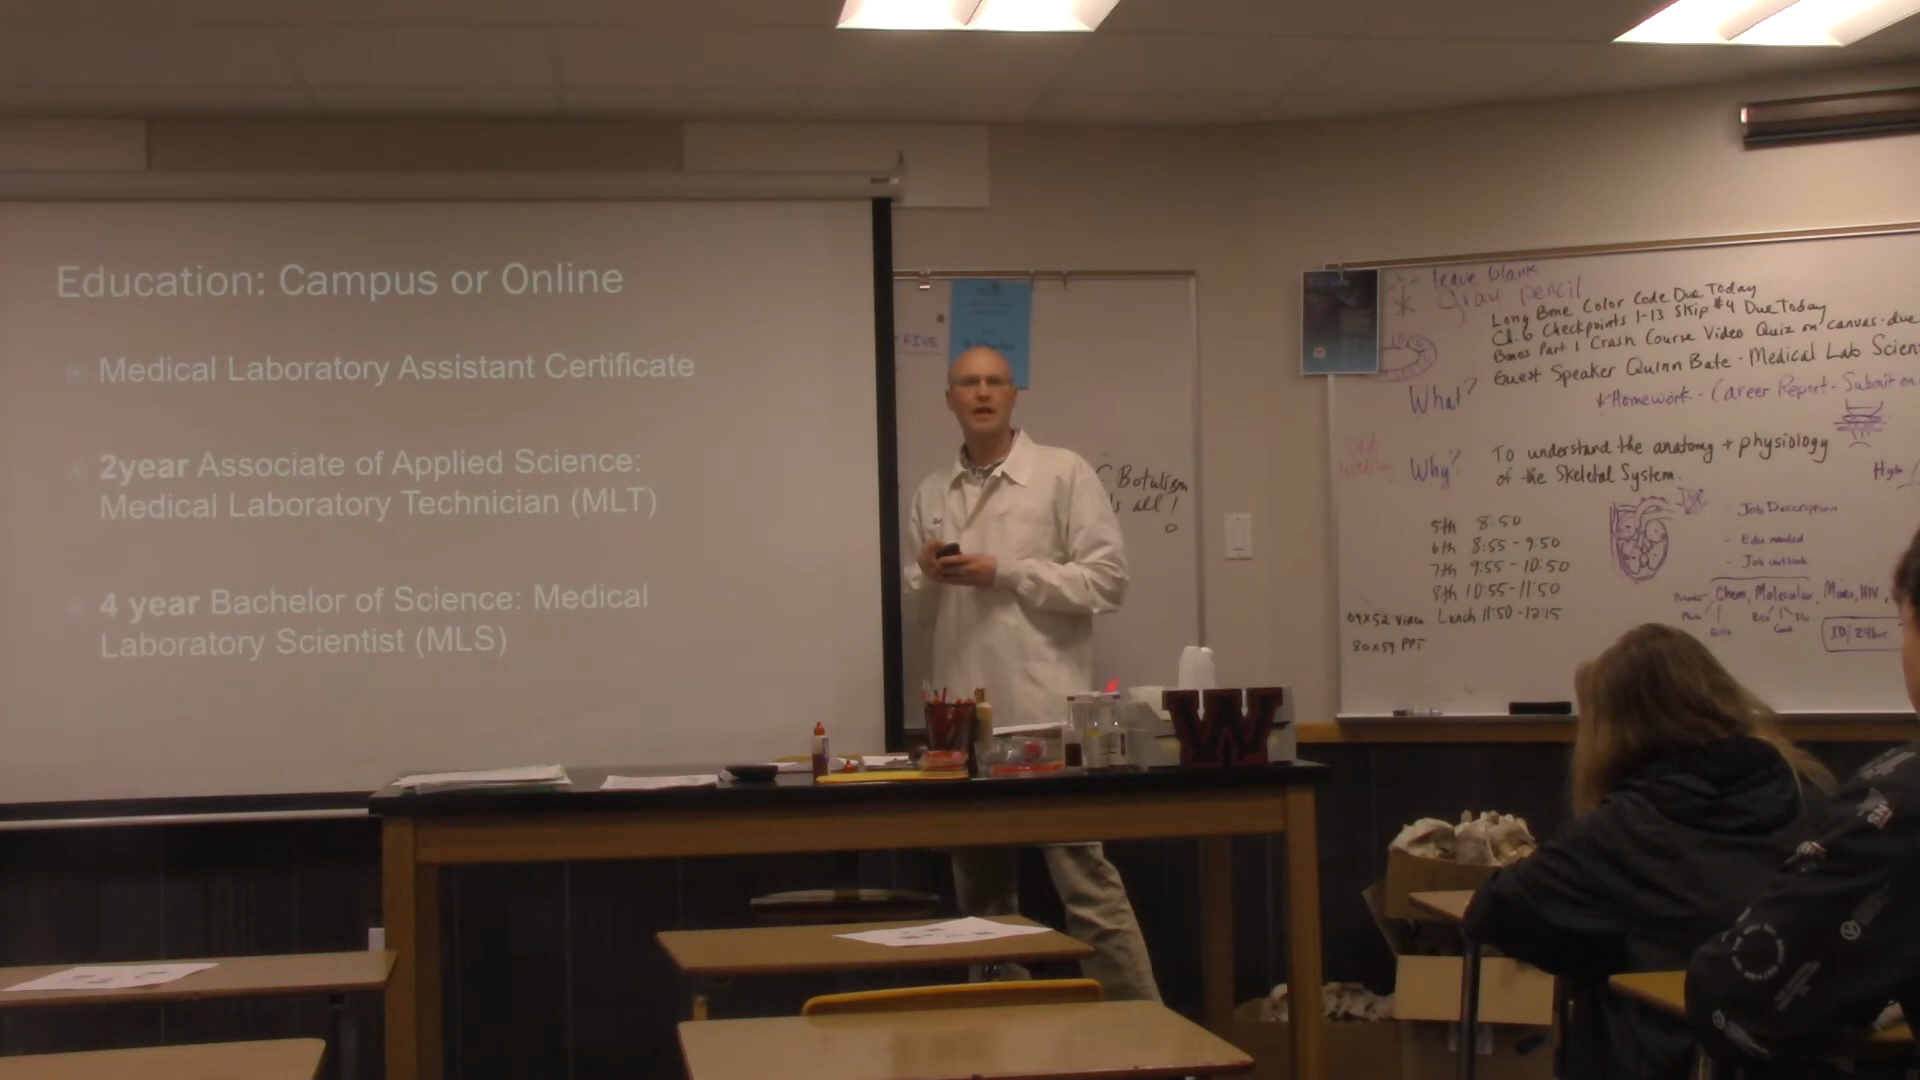 Education: Campus or Online
Medical Laboratory Assistant Certificate
2year Associate of Applied Science:
Medical Laboratory Technician (MLT)
4 year Bachelor of Science: Medical
Laboratory Scientist (MLS)
FIVE
C Botulism
s all!
W
leave blank
gray pencil
Long Bone Color Code Due Today
Ch. 6 Checkpoints 1-13 Skip #4 Due Today
Bones Part 1 Crash Course Video Quiz on canvas - due
Guest Speaker Quinn Bate - Medical Lab Scien
What?
*Homework - Career Report - Submit on
Why? To understand the anatomy + physiology
of the Skeletal System.
5th 8:50
6th 8:55 - 9:50
7th 9:55 - 10:50
8th 10:55 - 11:50
Lunch 11:50 - 12:15
80x59 PPT
- Job Description
- Edu needed
- Job outlook
Chem, Molecular, Micro, HIV,